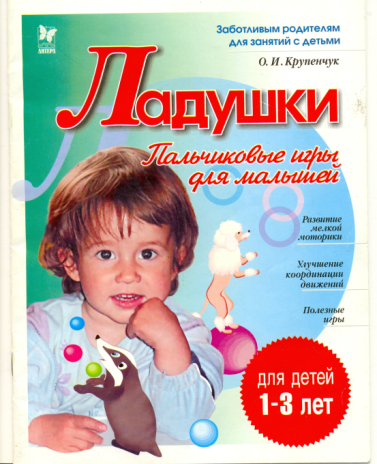 ЛИТЕРА
Заботливым родителям
для занятий с детьми
О. И. Крупенчук
Ладушки
Пальчиковые игры
для малышей
Развитие
мелкой
моторики
Улучшение
координации
движений
Полезные
игры
для детей
1-3 лет